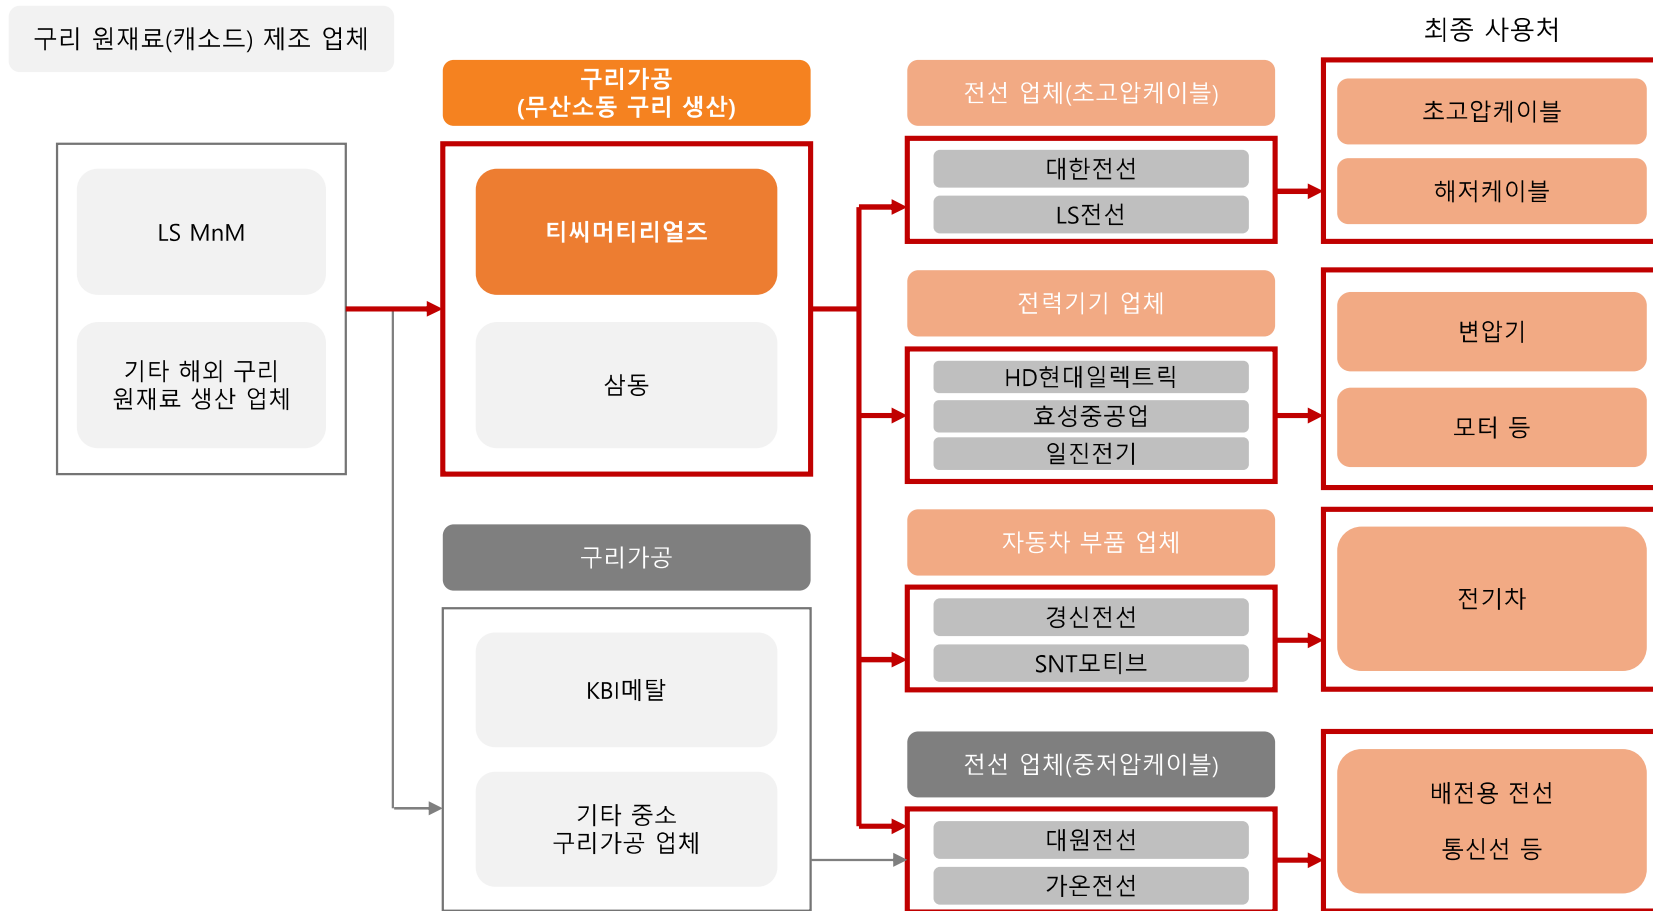 구리 원재료(캐소드) 제조 업체
LS MnM
기타 해외 구리
원재료 생산 업체
구리가공
(무산소동 구리 생산)
티씨머티리얼즈
삼동
구리가공
KBI메탈
기타 중소
구리가공 업체
전선 업체(초고압케이블)
대한전선
LS전선
전력기기 업체
HD현대일렉트릭
효성중공업
일진전기
자동차 부품 업체
경신전선
SNT모티브
전선 업체(중저압케이블)
대원전선
가온전선
최종 사용처
초고압케이블
해저케이블
변압기
모터 등
전기차
배전용 전선
통신선 등